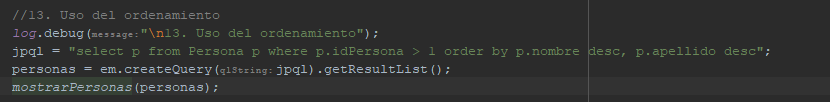 //13. Uso del ordenamiento
log.debug( message: "\n13. Uso del ordenamiento");
jpql = "select p from Persona p where p.idPersona > 1 order by p.nombre desc, p.apellido desc";
personas = em.createQuery( qlString: jpql).getResultList();
mostrarPersonas(personas);